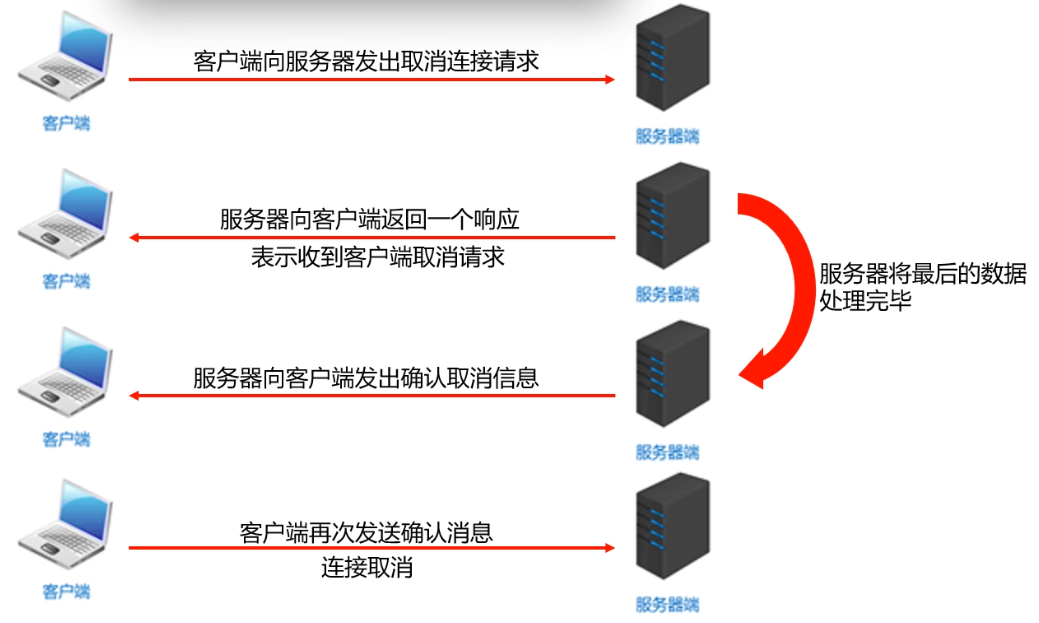 客户端向服务器发出取消连接请求
客户端
服务器端
服务器向客户端返回一个响应
表示收到客户端取消请求
客户端
服务器端
服务器将最后的数据
处理完毕
服务器向客户端发出确认取消信息
客户端
服务器端
客户端再次发送确认消息
连接取消
客户端
服务器端